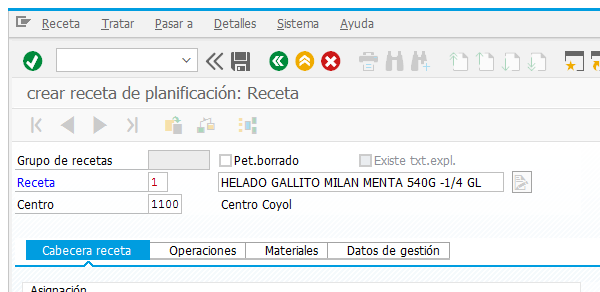 Receta Tratar Pasar a Detalles Sistema Ayuda
crear receta de planificación: Receta
Grupo de recetas Pet.borrado Existe txt.expl.
Receta 1 HELADO GALLITO MILAN MENTA 540G -1/4 GL
Centro 1100 Centro Coyol
Cabecera receta Operaciones Materiales Datos de gestión
Asignación